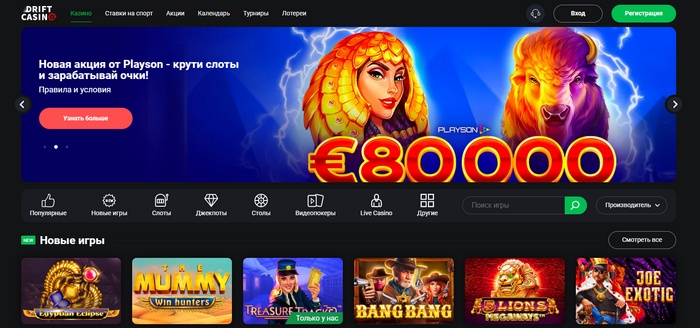 DRIFT
CASINO
Казино
Ставки на спорт
Акции
Календарь
Турниры
Лотереи
Вход
Регистрация
Новая акция от Playson - крути слоты
и зарабатывай очки!
Правила и условия
Узнать больше
PLAYSON
€80 000
Популярные
Новые игры
Слоты
Джекпоты
Столы
Видеопокеры
Live Casino
Другие
Поиск игры
Производитель
NEW Новые игры
Смотреть все
Egyptian Eclipse
THE
MUMMY
Win hunters
TREASURE
Только у нас
BANG BANG
5 LIONS
MEGAWAYS
JOE
EXOTIC